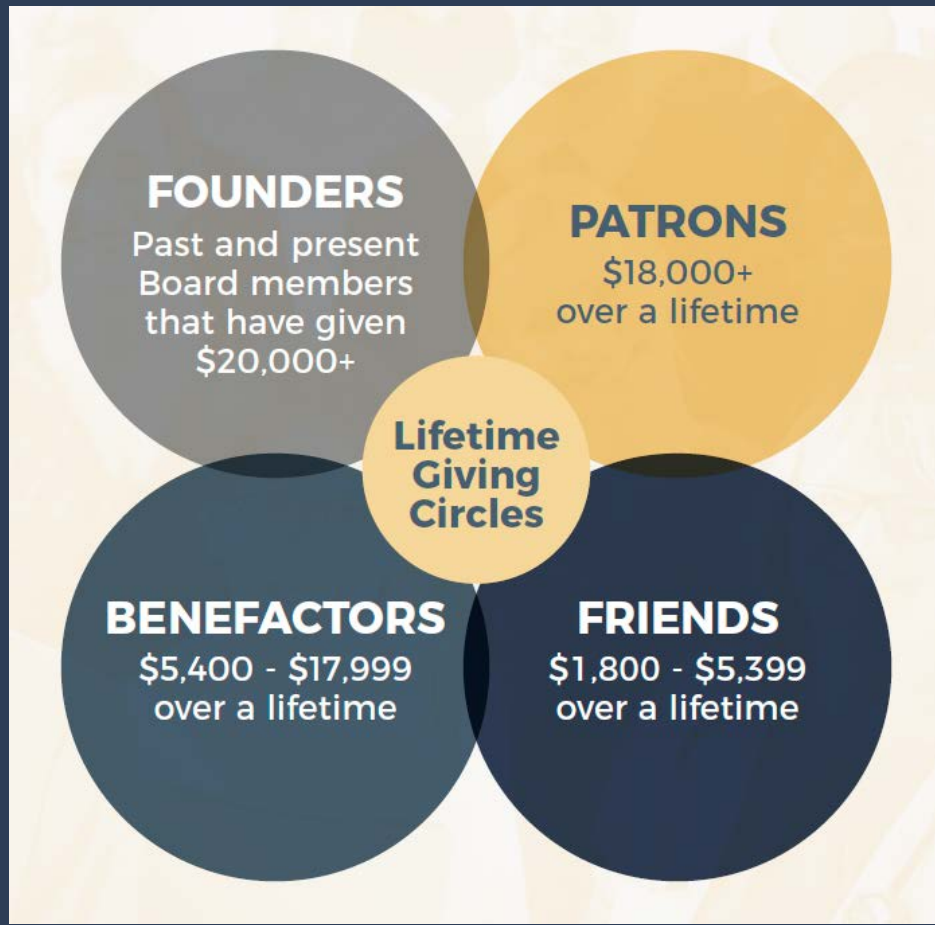 FOUNDERS
Past and present
Board members
that have given
$20,000+
PATRONS
$18,000+
over a lifetime
Lifetime
Giving
Circles
BENEFACTORS
$5,400 - $17,999
over a lifetime
FRIENDS
$1,800 - $5,399
over a lifetime